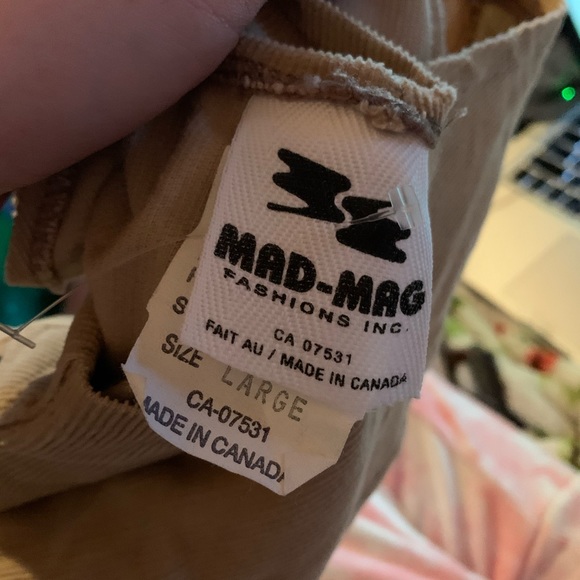 MAD-MAG
FASHIONS INC.
CA 07531
FAIT AU / MADE IN CANADA
SIZE LARGE
CA-07531
MADE IN CANADA